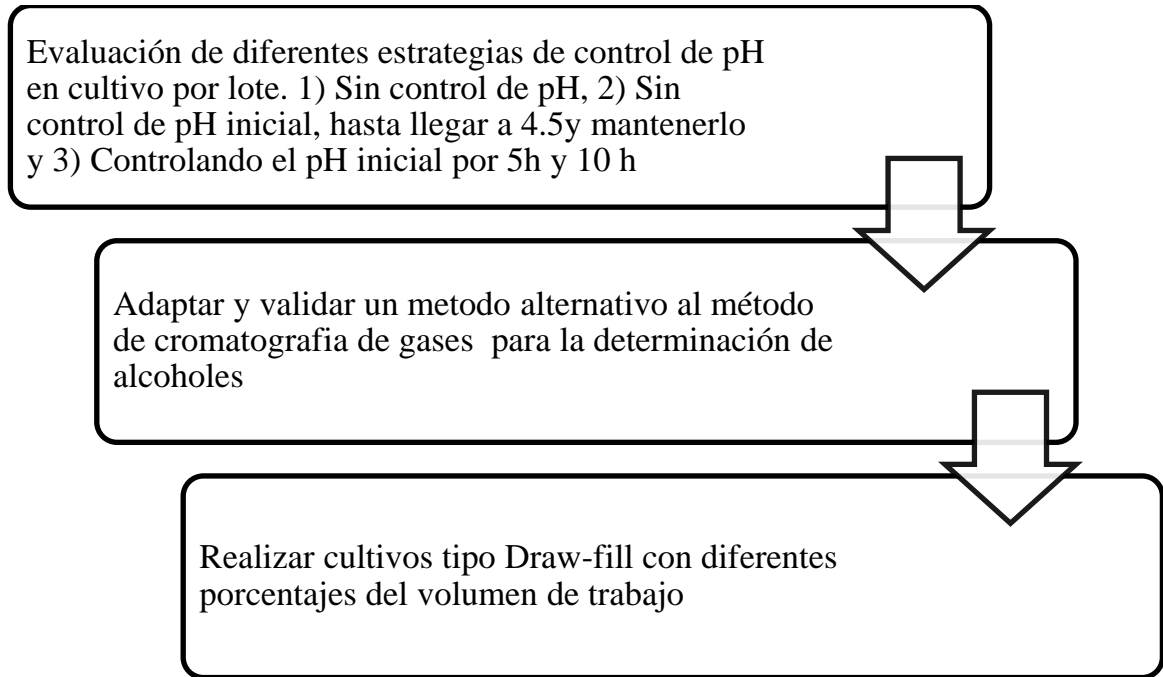 Evaluación de diferentes estrategias de control de pH
en cultivo por lote. 1) Sin control de pH, 2) Sin
control de pH inicial, hasta llegar a 4.5y mantenerlo
y 3) Controlando el pH inicial por 5h y 10 h
Adaptar y validar un metodo alternativo al método
de cromatografia de gases para la determinación de
alcoholes
Realizar cultivos tipo Draw-fill con diferentes
porcentajes del volumen de trabajo